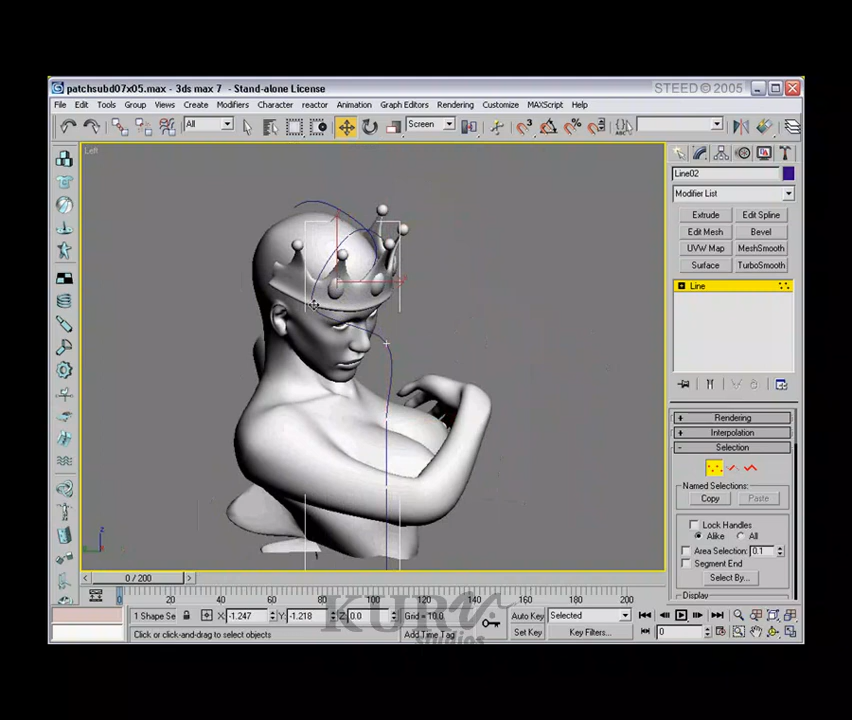 patchsubd07x05.max - 3ds max 7 - Stand-alone License
STEED©2005
File Edit Tools Group Views Create Modifiers Character reactor Animation Graph Editors Rendering Customize MAXScript Help
All
Screen
Left
Line02
Modifier List
Extrude Edit Spline
Edit Mesh Bevel
UVW Map MeshSmooth
Surface TurboSmooth
Line
+ Rendering
+ Interpolation
- Selection
Named Selections:
Copy Paste
Lock Handles
Alike All
Area Selection: 0.1
Segment End
Select By...
Display
z
0 / 200
20 40 60 80 100 120 140 160 180 200
1 Shape Se X: -1.247 Y: -1.218 Z: 0.0 Grid = 10.0 Auto Key Selected
Click or click-and-drag to select objects Add Time Tag Set Key Key Filters... 0
KURV
studios